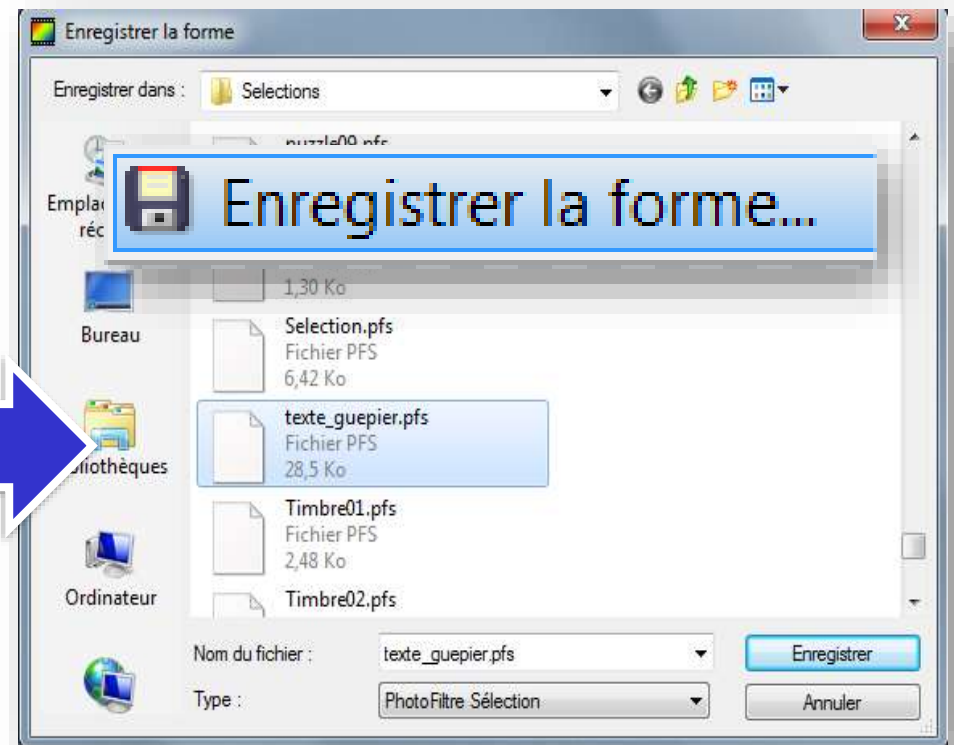 Enregistrer la forme
x
Enregistrer dans :
Selections
puzzle09.pfs
Enregistrer la forme...
1,30 Ko
Bureau
Selection.pfs
Fichier PFS
6,42 Ko
texte_guepier.pfs
Fichier PFS
28,5 Ko
Timbre01.pfs
Fichier PFS
2,48 Ko
Ordinateur
Timbre02.pfs
Nom du fichier :
texte_guepier.pfs
Enregistrer
Type :
PhotoFiltre Sélection
Annuler